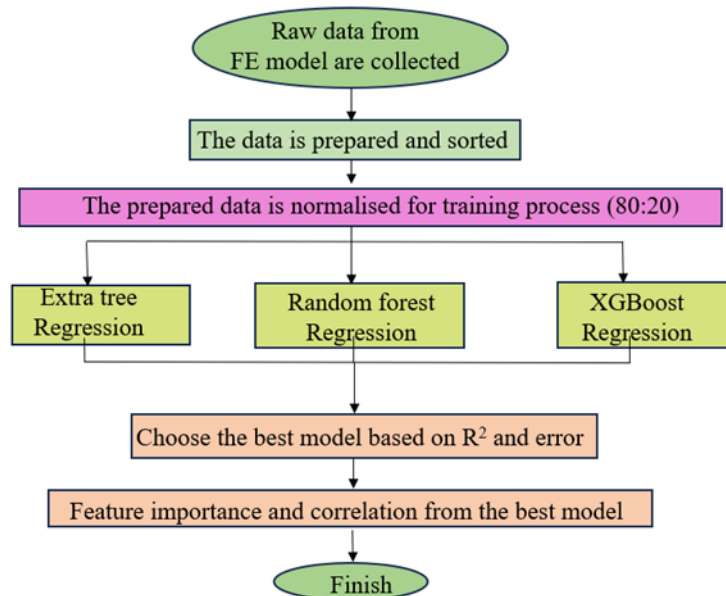 Raw data from
FE model are collected
The data is prepared and sorted
The prepared data is normalised for training process (80:20)
Extra tree
Regression
Random forest
Regression
XGBoost
Regression
Choose the best model based on R² and error
Feature importance and correlation from the best model
Finish